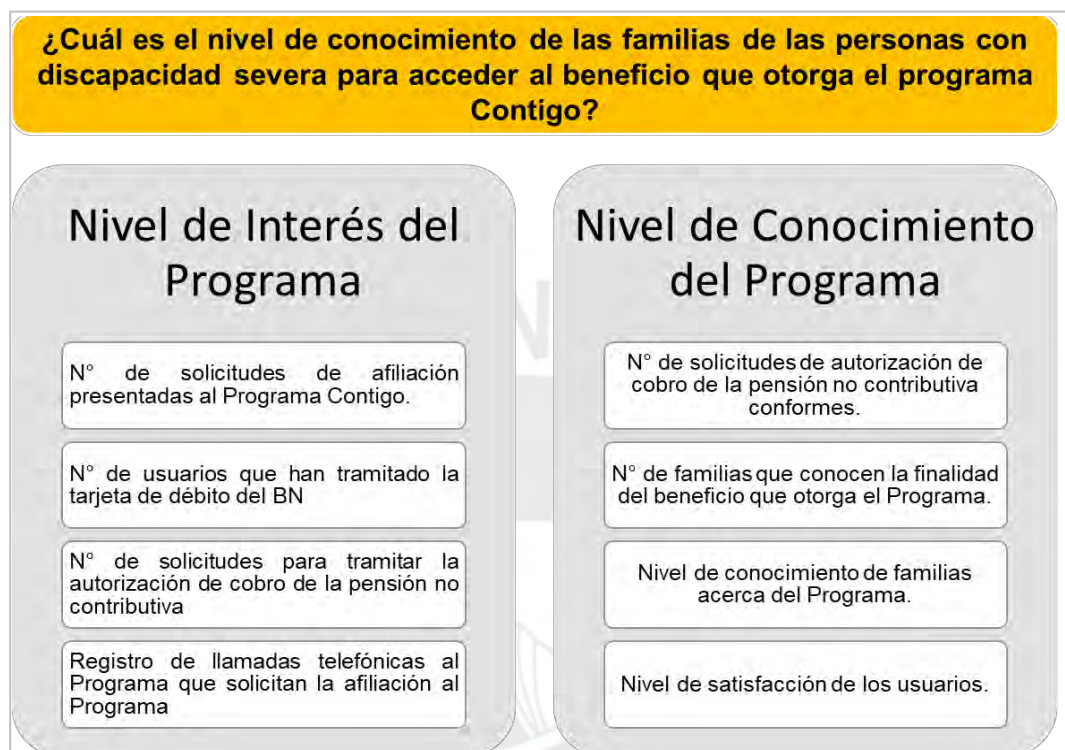 ¿Cuál es el nivel de conocimiento de las familias de las personas con
discapacidad severa para acceder al beneficio que otorga el programa
Contigo?
Nivel de Interés del
Programa
N° de solicitudes de afiliación
presentadas al Programa Contigo.
N° de usuarios que han tramitado la
tarjeta de débito del BN
N° de solicitudes para tramitar la
autorización de cobro de la pensión no
contributiva
Registro de llamadas telefónicas al
Programa que solicitan la afiliación al
Programa
Nivel de Conocimiento
del Programa
N° de solicitudes de autorización de
cobro de la pensión no contributiva
conformes.
N° de familias que conocen la finalidad
del beneficio que otorga el Programa.
Nivel de conocimiento de familias
acerca del Programa.
Nivel de satisfacción de los usuarios.